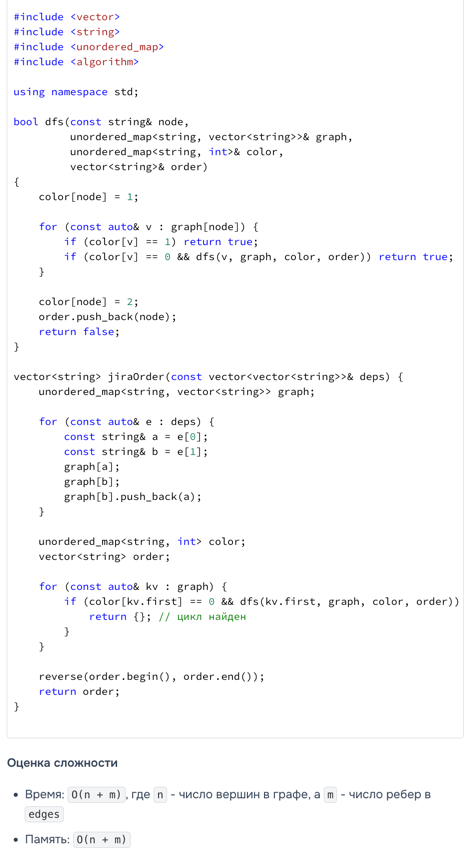 #include <vector>
#include <string>
#include <unordered_map>
#include <algorithm>

using namespace std;

bool dfs(const string& node,
         unordered_map<string, vector<string>>& graph,
         unordered_map<string, int>& color,
         vector<string>& order)
{
    color[node] = 1;

    for (const auto& v : graph[node]) {
        if (color[v] == 1) return true;
        if (color[v] == 0 && dfs(v, graph, color, order)) return true;
    }

    color[node] = 2;
    order.push_back(node);
    return false;
}

vector<string> jiraOrder(const vector<vector<string>>& deps) {
    unordered_map<string, vector<string>> graph;

    for (const auto& e : deps) {
        const string& a = e[0];
        const string& b = e[1];
        graph[a];
        graph[b];
        graph[b].push_back(a);
    }

    unordered_map<string, int> color;
    vector<string> order;

    for (const auto& kv : graph) {
        if (color[kv.first] == 0 && dfs(kv.first, graph, color, order))
            return {}; // цикл найден
        }
    }

    reverse(order.begin(), order.end());
    return order;
}

Оценка сложности
• Время: O(n + m), где n - число вершин в графе, а m - число ребер в
edges
• Память: O(n + m)